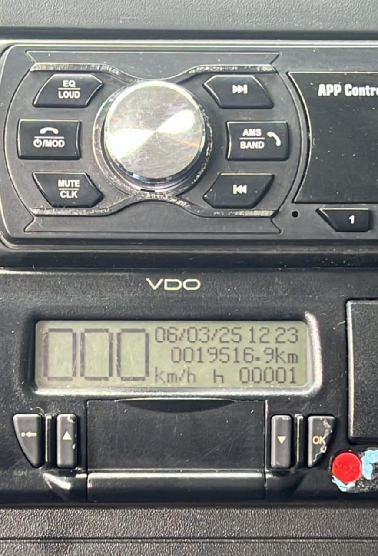 EQ
LOUD
APP Contro
⏻/MOD
AMS
BAND
MUTE
CLK
1
VDO
06/03/25 12 23
0019516.9km
000
km/h h 00001
OK